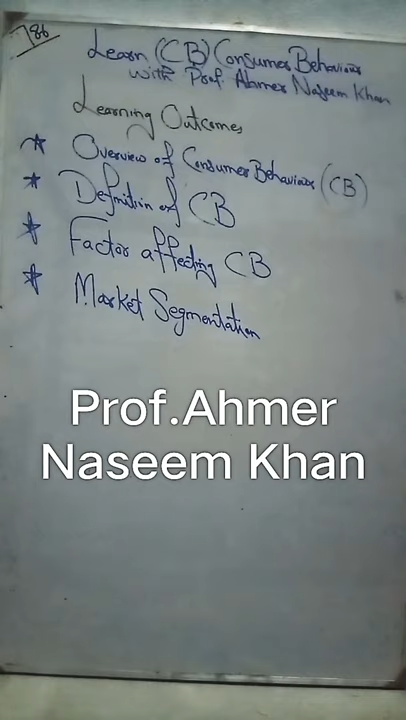 786
Learn (CB) Consumer Behaviour
with Prof Ahmer Naseem Khan
Learning Outcomes
* Overview of Consumer Behaviour (CB)
* Definition of CB
* Factor affecting CB
* Market Segmentation
Prof.Ahmer
Naseem Khan